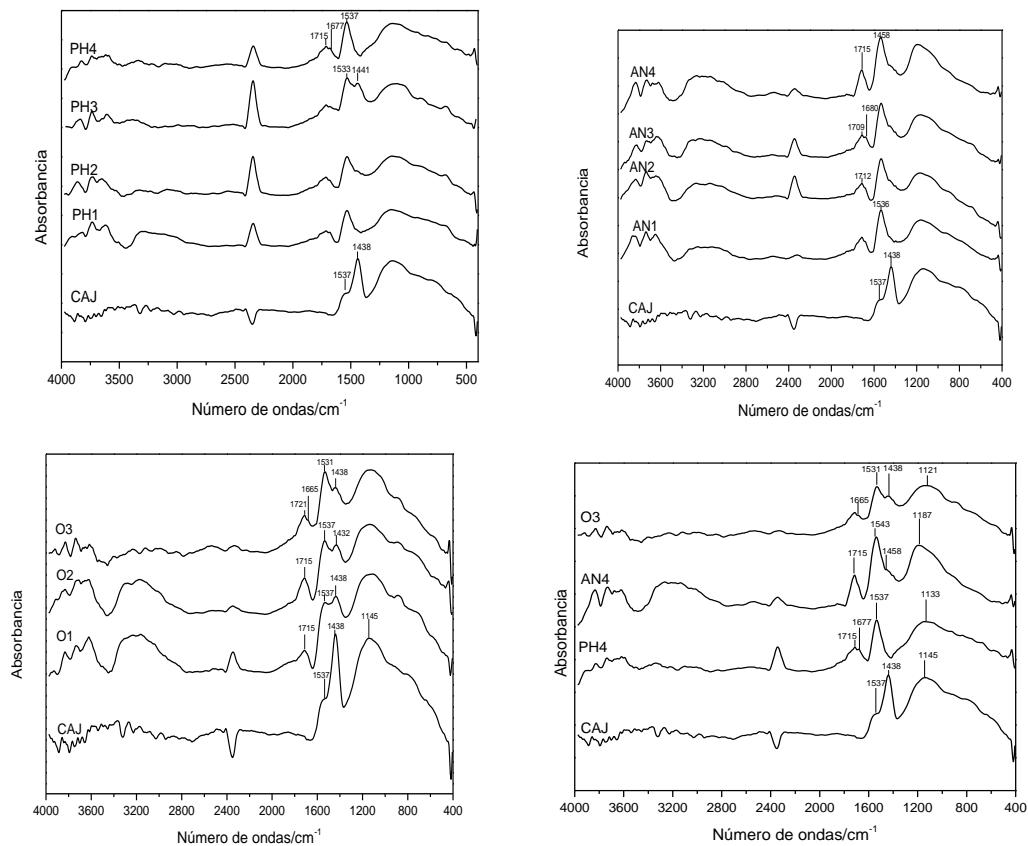 1537
1677
1715
PH4
1533
1441
PH3
PH2
PH1
1438
1537
CAJ
Absorbancia
4000 3500 3000 2500 2000 1500 1000 500
Número de ondas/cm-1
1458
1715
AN4
1680
AN3
1709
AN2
1712
1536
AN1
1438
1537
CAJ
Absorbancia
4000 3600 3200 2800 2400 2000 1600 1200 800 400
Número de ondas/cm-1
1531
1438
1665
1721
O3
1537
1432
O2
1715
1438
1537
O1
1715
1438
1145
1537
CAJ
Absorbancia
4000 3600 3200 2800 2400 2000 1600 1200 800 400
Número de ondas/cm-1
1531
1438
1121
1665
O3
1543
1187
1458
AN4
1715
1537
1133
1677
PH4
1715
1438
1145
1537
CAJ
Absorbancia
4000 3600 3200 2800 2400 2000 1600 1200 800 400
Número de ondas/cm-1